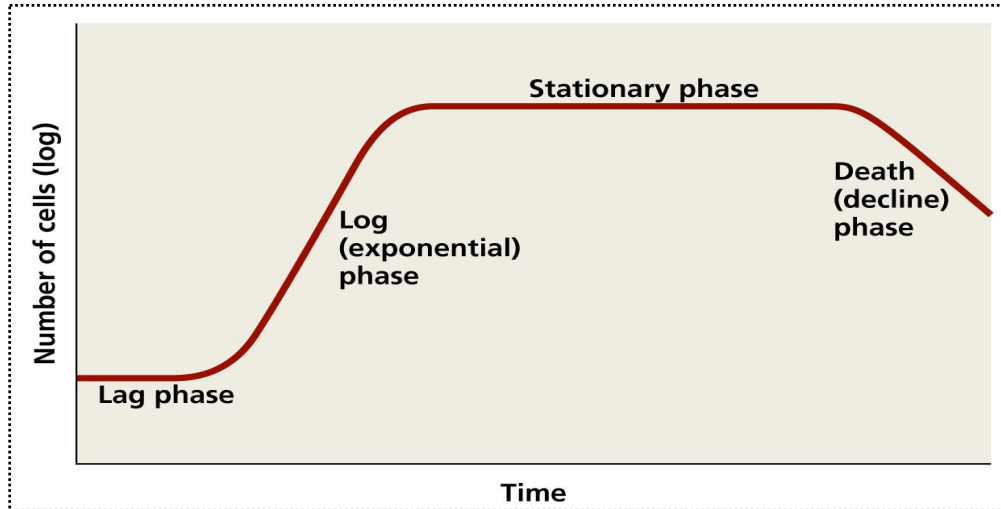 Number of cells (log)
Stationary phase
Death
(decline)
phase
Log
(exponential)
phase
Lag phase
Time